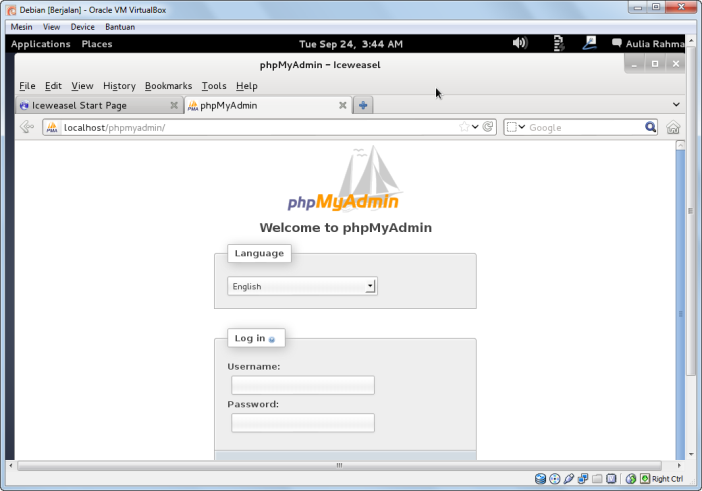 Debian [Berjalan] - Oracle VM VirtualBox
Mesin View Device Bantuan
Applications Places Tue Sep 24, 3:44 AM Aulia Rahma
phpMyAdmin - Iceweasel
File Edit View History Bookmarks Tools Help
Iceweasel Start Page phpMyAdmin
PMA localhost/phpmyadmin/ Google
phpMyAdmin
Welcome to phpMyAdmin
Language
English
Log in
Username:
Password:
Right Ctrl